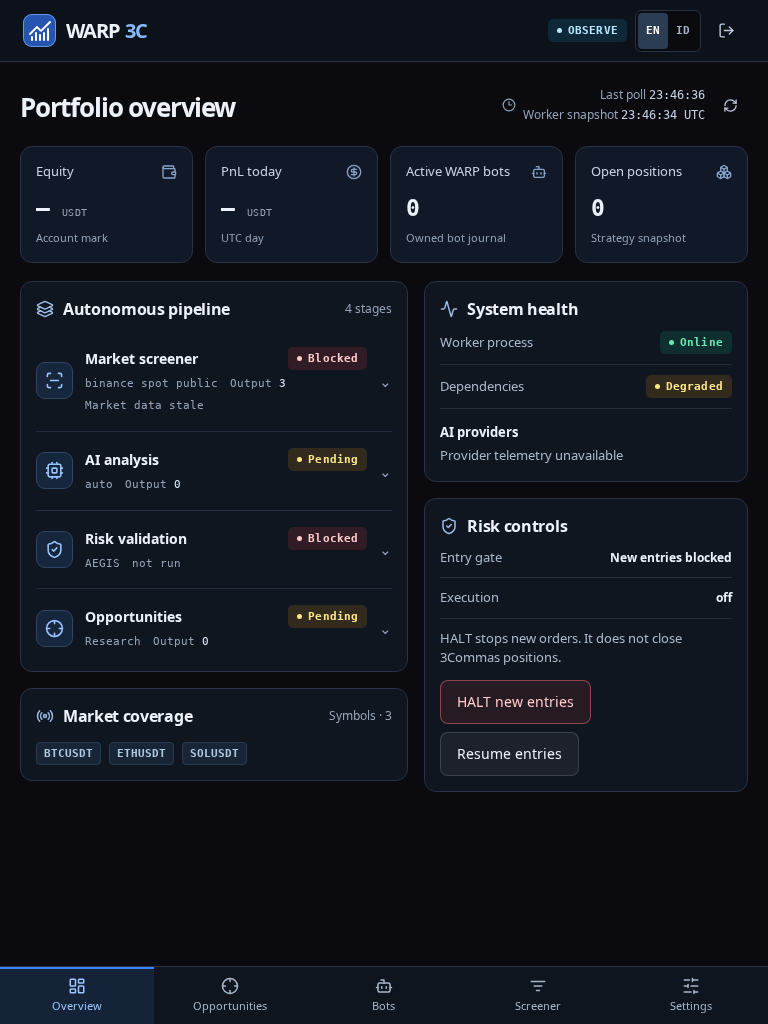 WARP 3C
OBSERVE
EN
ID
Portfolio overview
Last poll 23:46:36
Worker snapshot 23:46:34 UTC
Equity
— USDT
Account mark
PnL today
— USDT
UTC day
Active WARP bots
0
Owned bot journal
Open positions
0
Strategy snapshot
Autonomous pipeline
4 stages
Market screener
Blocked
binance spot public Output 3
Market data stale
AI analysis
Pending
auto Output 0
Risk validation
Blocked
AEGIS not run
Opportunities
Pending
Research Output 0
Market coverage
Symbols · 3
BTCUSDT
ETHUSDT
SOLUSDT
System health
Worker process
Online
Dependencies
Degraded
AI providers
Provider telemetry unavailable
Risk controls
Entry gate
New entries blocked
Execution
off
HALT stops new orders. It does not close
3Commas positions.
HALT new entries
Resume entries
Overview
Opportunities
Bots
Screener
Settings